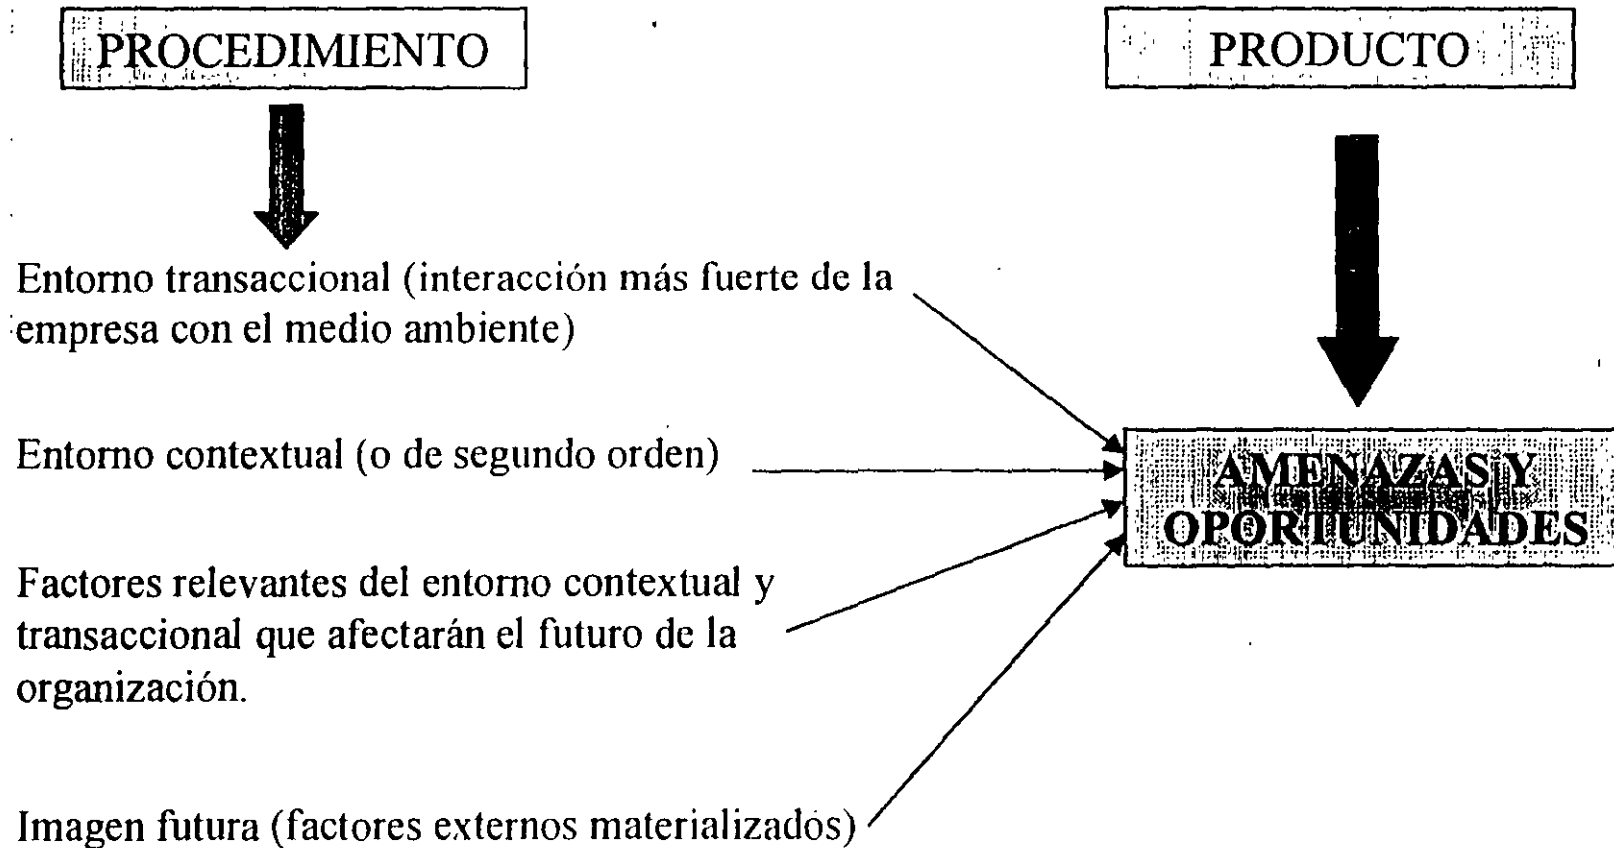 PROCEDIMIENTO
PRODUCTO
Entorno transaccional (interacción más fuerte de la
empresa con el medio ambiente)
Entorno contextual (o de segundo orden)
AMENAZAS Y
OPORTUNIDADES
Factores relevantes del entorno contextual y
transaccional que afectarán el futuro de la
organización.
Imagen futura (factores externos materializados)